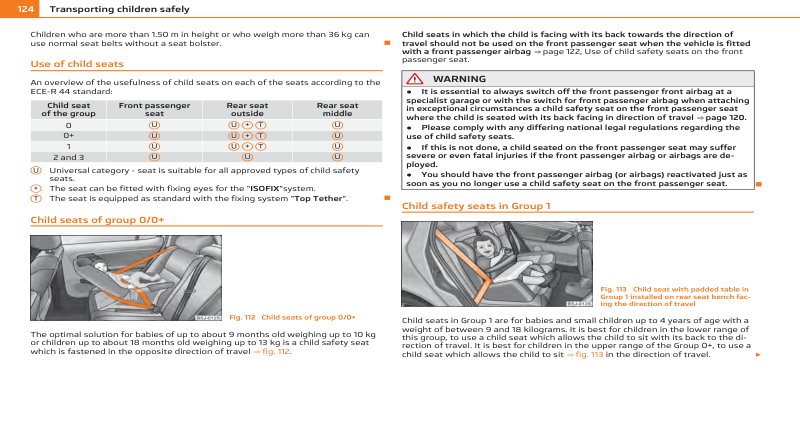 124 Transporting children safely
Children who are more than 1.50 m in height or who weigh more than 36 kg can
use normal seat belts without a seat bolster.
Use of child seats
An overview of the usefulness of child seats on each of the seats according to the
ECE-R 44 standard:
Child seat of the group Front passenger seat Rear seat outside Rear seat middle
0 U U + T U
0+ U U + T U
1 U U + T U
2 and 3 U U U
U Universal category - seat is suitable for all approved types of child safety
seats.
+ The seat can be fitted with fixing eyes for the "ISOFIX"system.
T The seat is equipped as standard with the fixing system "Top Tether".
Child seats of group 0/0+
Fig. 112 Child seats of group 0/0+
The optimal solution for babies of up to about 9 months old weighing up to 10 kg
or children up to about 18 months old weighing up to 13 kg is a child safety seat
which is fastened in the opposite direction of travel ⇒ fig. 112.
Child seats in which the child is facing with its back towards the direction of
travel should not be used on the front passenger seat when the vehicle is fitted
with a front passenger airbag ⇒ page 122, Use of child safety seats on the front
passenger seat.
WARNING
● It is essential to always switch off the front passenger front airbag at a
specialist garage or with the switch for front passenger airbag when attaching
in exceptional circumstances a child safety seat on the front passenger seat
where the child is seated with its back facing in direction of travel ⇒ page 120.
● Please comply with any differing national legal regulations regarding the
use of child safety seats.
● If this is not done, a child seated on the front passenger seat may suffer
severe or even fatal injuries if the front passenger airbag or airbags are de-
ployed.
● You should have the front passenger airbag (or airbags) reactivated just as
soon as you no longer use a child safety seat on the front passenger seat.
Child safety seats in Group 1
Fig. 113 Child seat with padded table in
Group 1 installed on rear seat bench fac-
ing the direction of travel
Child seats in Group 1 are for babies and small children up to 4 years of age with a
weight of between 9 and 18 kilograms. It is best for children in the lower range of
this group, to use a child seat which allows the child to sit with its back to the di-
rection of travel. It is best for children in the upper range of the Group 0+, to use a
child seat which allows the child to sit ⇒ fig. 113 in the direction of travel.